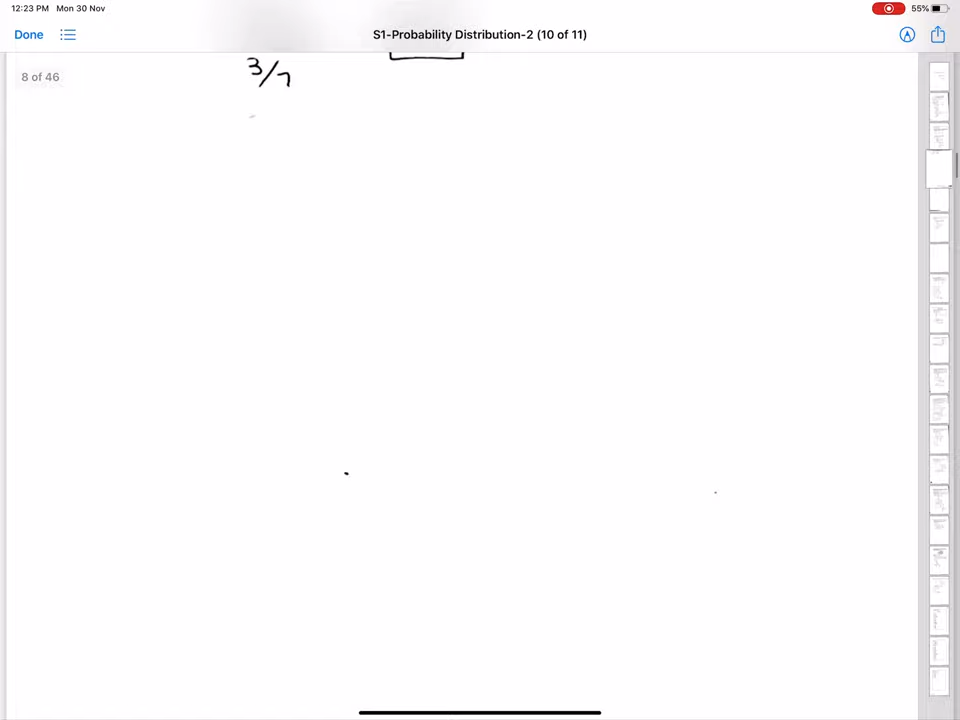 12:23 PM Mon 30 Nov
55%
Done
S1-Probability Distribution-2 (10 of 11)
8 of 46
3/7